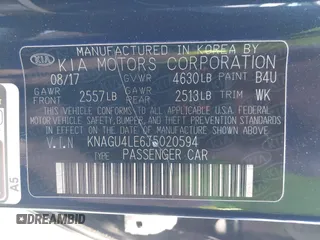 MANUFACTURED IN KOREA BY
KIA KIA MOTORS CORPORATION
08/17 GVWR 4630LB PAINT B4U
GAWR FRONT 2557LB GAWR REAR 2513LB TRIM WK
THIS VEHICLE CONFORMS TO ALL APPLICABLE
FEDERAL MOTOR VEHICLE SAFETY, BUMPER, AND
THEFT PREVENTION STANDARDS IN EFFECT ON
THE DATE OF MANUFACTURE SHOWN ABOVE.
V.I.N KNAGU4LE6J5020594
PASSENGER CAR
A5
DREAMBID